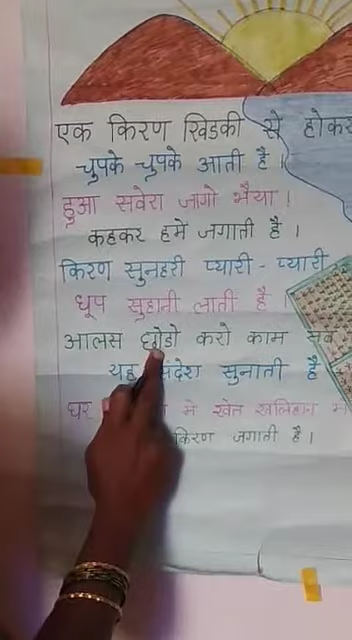 एक किरण खिडकी से होकर
चुपके चुपके आती है।
हुआ सवेरा जागो भैया !
कहकर हमें जगाती है ।
किरण सुनहरी प्यारी - प्यारी
धूप सुहानी लाती है ।
आलस छोडो करो काम सब
यह संदेश सुनाती है
घर में खेत खलिहान
किरण जगाती है ।